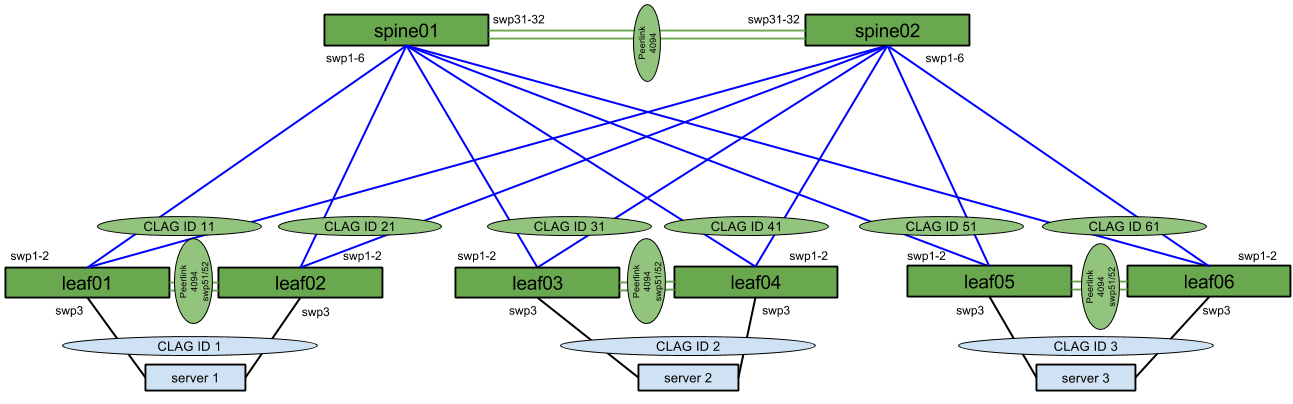 spine01
swp31-32
Peerlink
4094
swp31-32
spine02
swp1-6
swp1-6
CLAG ID 11
CLAG ID 21
CLAG ID 31
CLAG ID 41
CLAG ID 51
CLAG ID 61
swp1-2
leaf01
Peerlink
4094
swp51/52
swp1-2
leaf02
swp1-2
leaf03
Peerlink
4094
swp51/52
swp1-2
leaf04
swp1-2
leaf05
Peerlink
4094
swp51/52
swp1-2
leaf06
swp3
swp3
swp3
swp3
swp3
swp3
CLAG ID 1
CLAG ID 2
CLAG ID 3
server 1
server 2
server 3